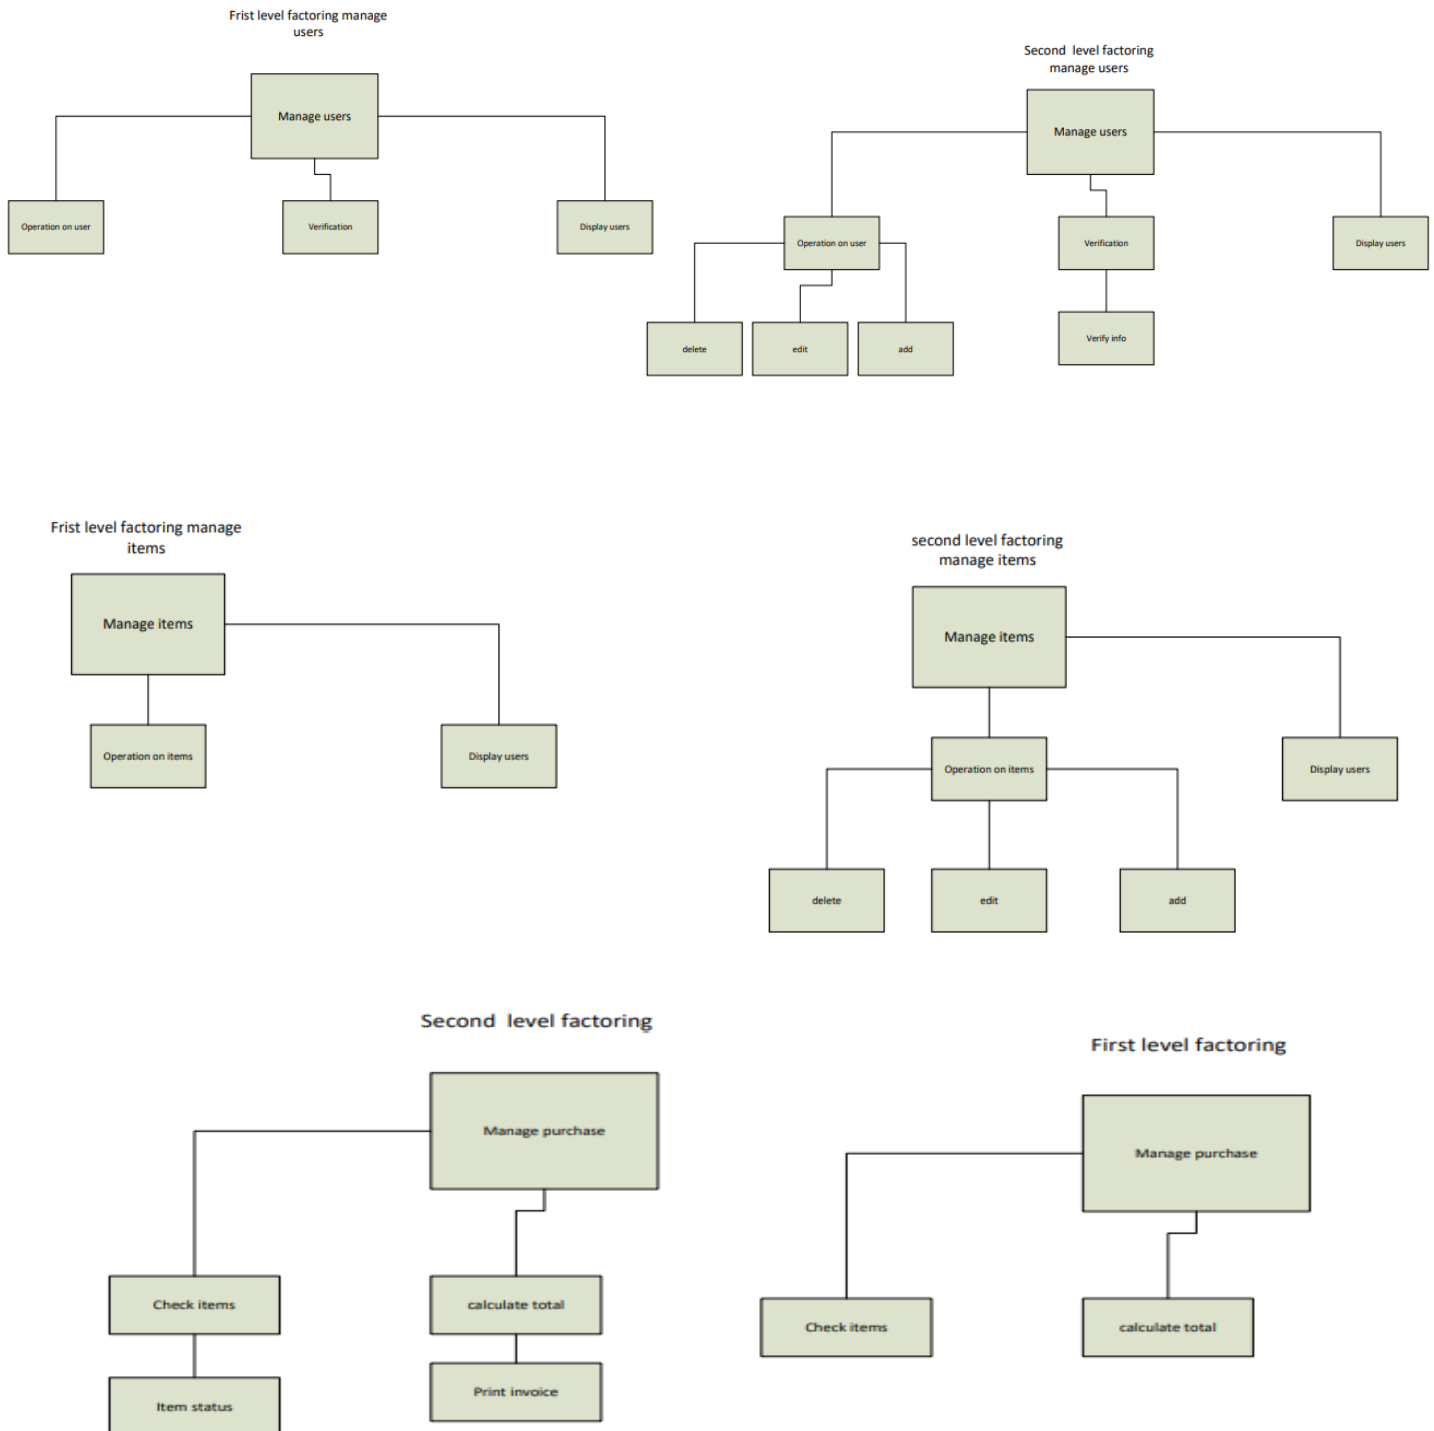 Frist level factoring manage
users
Manage users
Operation on user
Verification
Display users
Second  level factoring
manage users
Manage users
Operation on user
Verification
Display users
delete
edit
add
Verify info
Frist level factoring manage
items
Manage items
Operation on items
Display users
second level factoring
manage items
Manage items
Operation on items
Display users
delete
edit
add
Second  level factoring
Manage purchase
Check items
calculate total
Item status
Print invoice
First level factoring
Manage purchase
Check items
calculate total